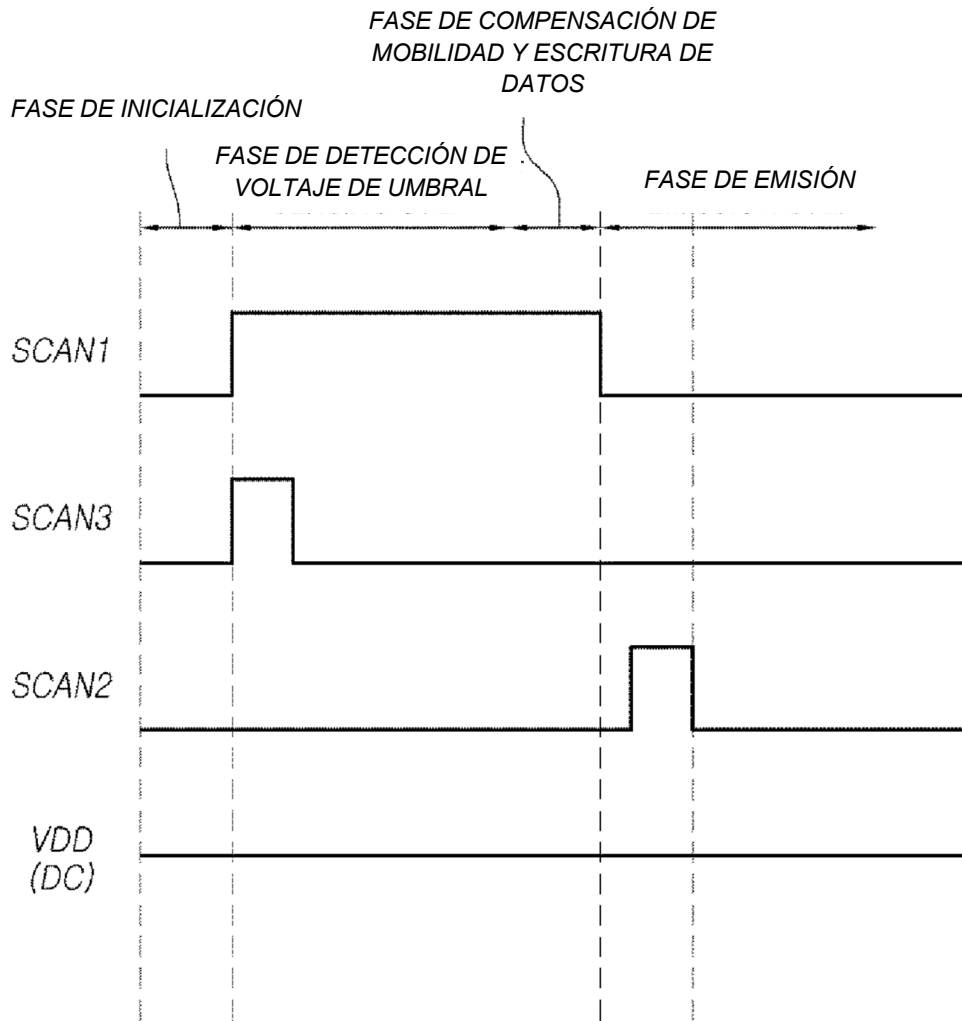 FASE DE COMPENSACIÓN DE
MOBILIDAD Y ESCRITURA DE
DATOS
FASE DE INICIALIZACIÓN
FASE DE DETECCIÓN DE
VOLTAJE DE UMBRAL
FASE DE EMISIÓN
SCAN1
SCAN3
SCAN2
VDD
(DC)